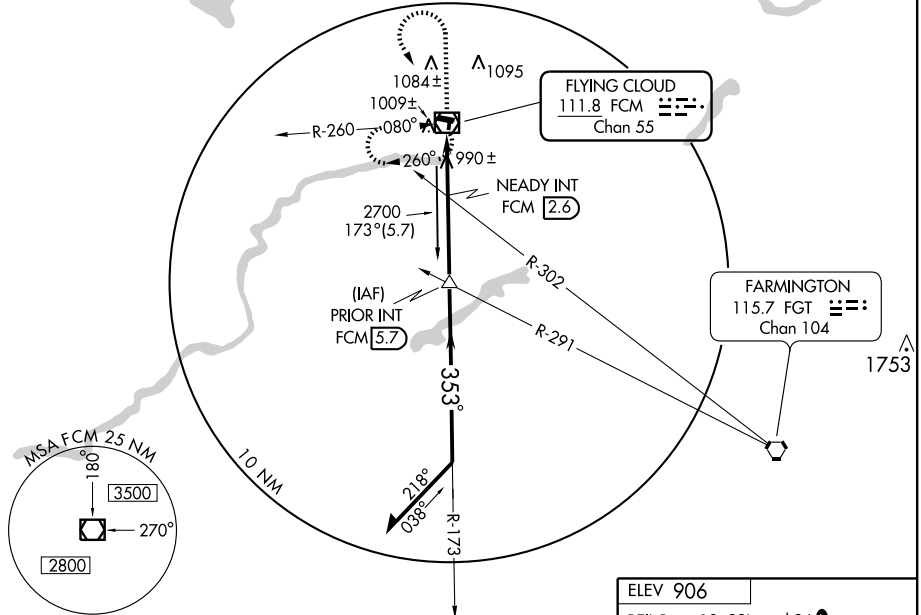 1084±
1095
1009±
R-260
080°
260°
990±
FLYING CLOUD
111.8 FCM
Chan 55
NEADY INT
FCM 2.6
2700
173°(5.7)
R-302
(IAF)
PRIOR INT
FCM 5.7
R-291
FARMINGTON
115.7 FGT
Chan 104
1753
353°
10 NM
218°
038°
R-173
MSA FCM 25 NM
180°
3500
270°
2800
ELEV 906